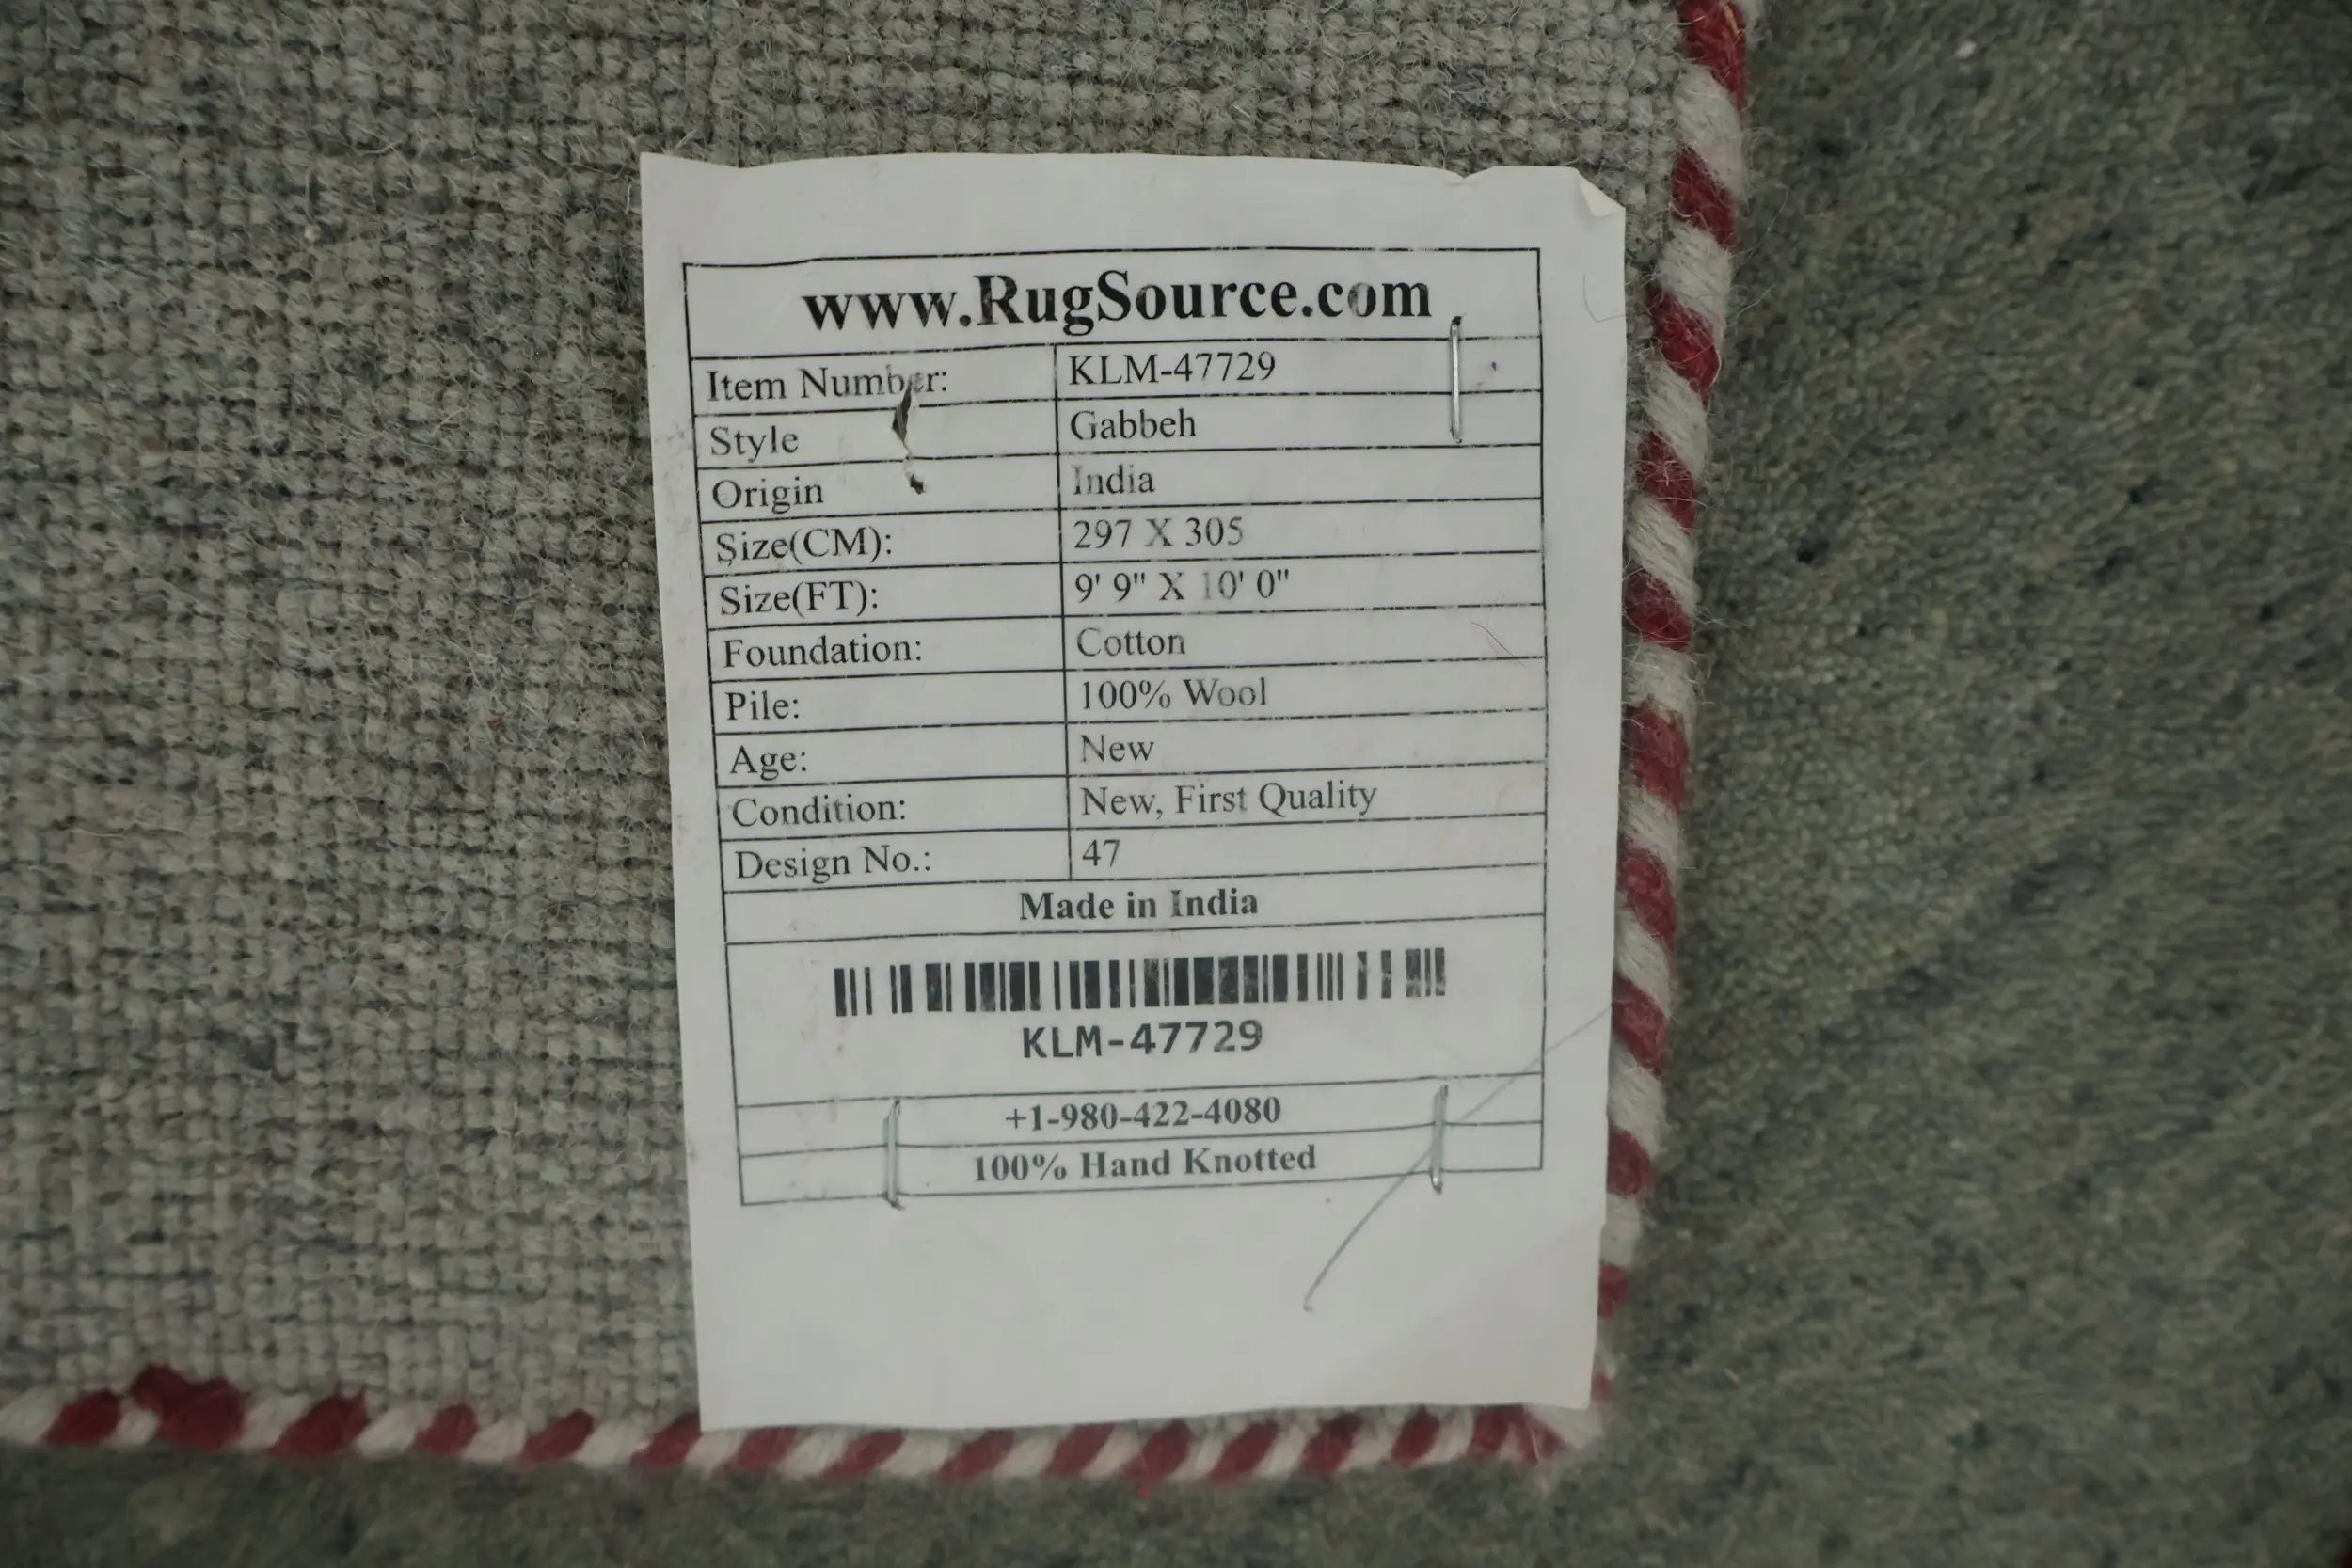 www.RugSource.com
Item Number: KLM-47729
Style Gabbeh
Origin India
Size(CM): 297 X 305
Size(FT): 9' 9" X 10' 0"
Foundation: Cotton
Pile: 100% Wool
Age: New
Condition: New, First Quality
Design No.: 47
Made in India
KLM-47729
+1-980-422-4080
100% Hand Knotted